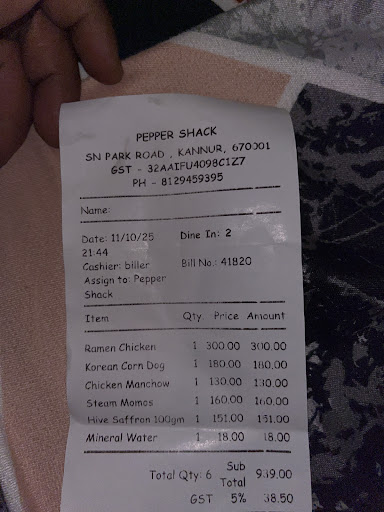 PEPPER SHACK
SN PARK ROAD , KANNUR, 670001
GST - 32AAIFU4098C1Z7
PH - 8129459395
Name:
Date: 11/10/25 Dine In: 2
21:44
Cashier: biller Bill No.: 41820
Assign to: Pepper
Shack
Item Qty. Price Amount
Ramen Chicken 1 300.00 300.00
Korean Corn Dog 1 180.00 180.00
Chicken Manchow 1 130.00 130.00
Steam Momos 1 160.00 160.00
Hive Saffron 100gm 1 151.00 151.00
Mineral Water 1 18.00 18.00
Total Qty: 6 Sub Total 939.00
GST 5% 38.50